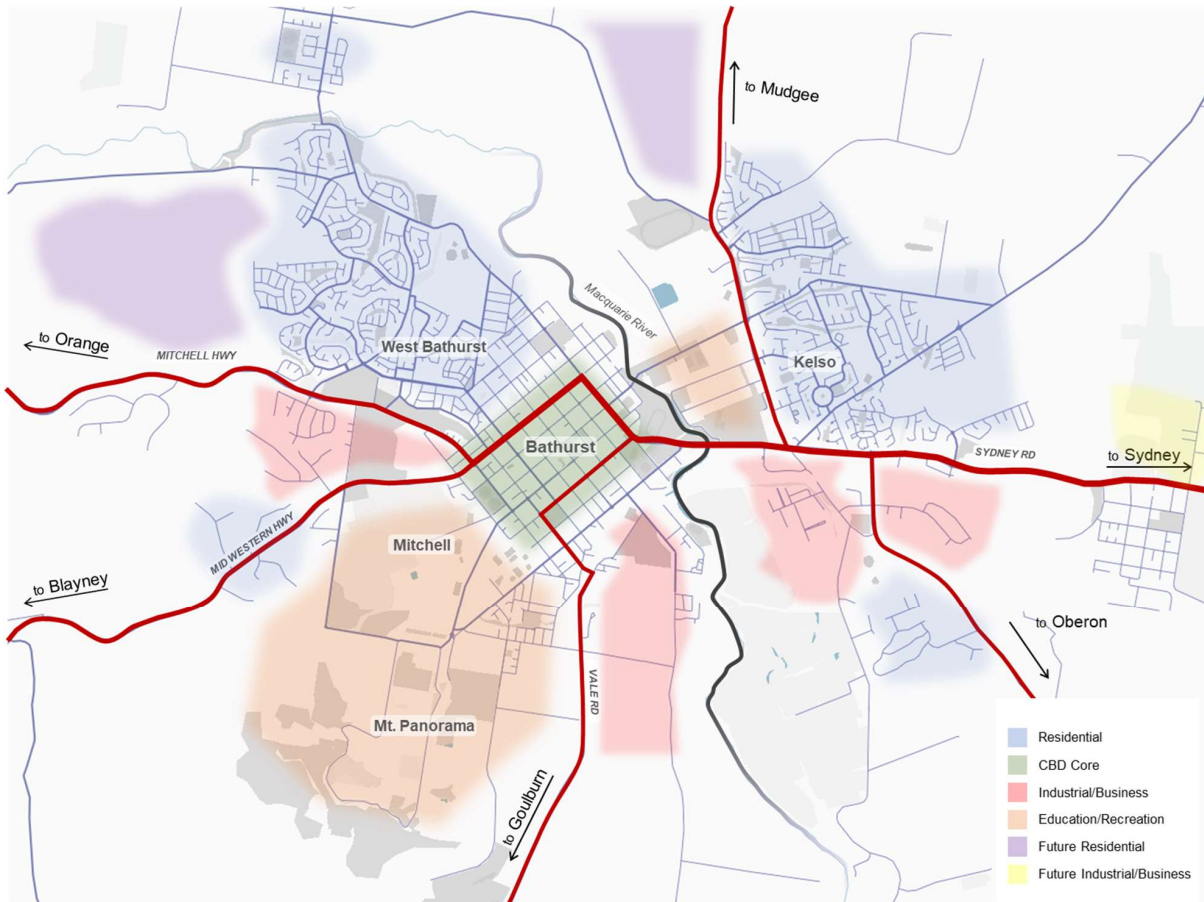 to Mudgee
Macquarie River
to Orange
MITCHELL HWY
West Bathurst
Kelso
Bathurst
SYDNEY RD
to Sydney
MID WESTERN HWY
Mitchell
to Blayney
to Oberon
VALE RD
Mt. Panorama
to Goulburn
Residential
CBD Core
Industrial/Business
Education/Recreation
Future Residential
Future Industrial/Business